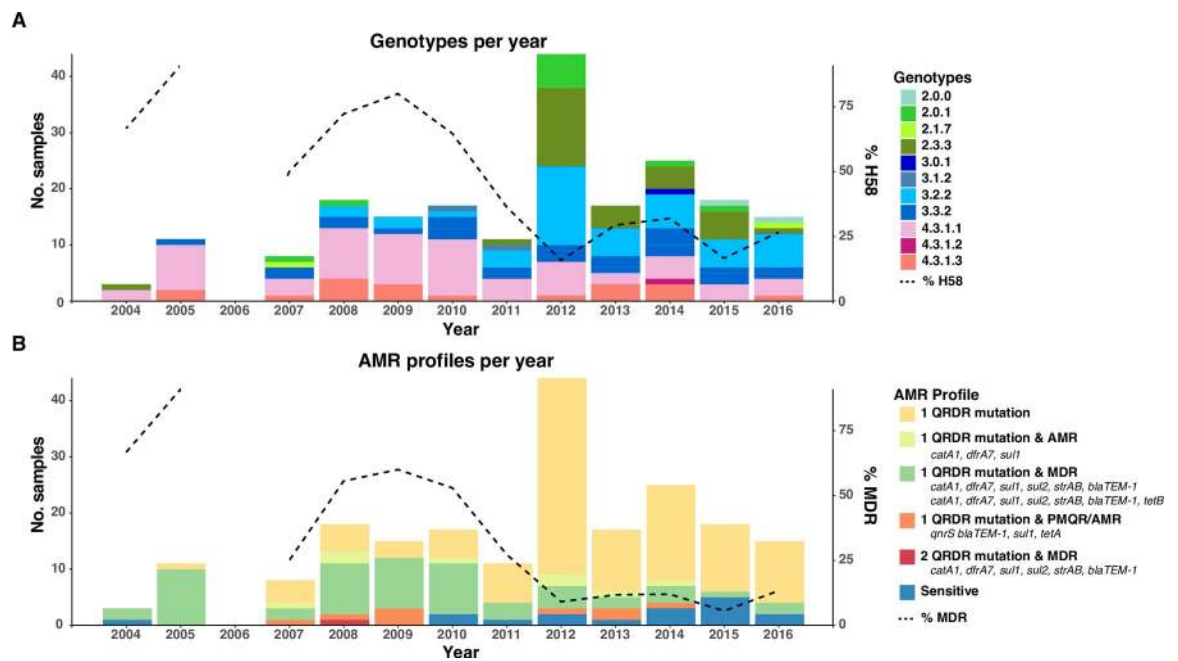 A
Genotypes per year
No. samples
40
30
20
10
0
75
50
25
0
% H58
2004 2005 2006 2007 2008 2009 2010 2011 2012 2013 2014 2015 2016
Year
Genotypes
2.0.0
2.0.1
2.1.7
2.3.3
3.0.1
3.1.2
3.2.2
3.3.2
4.3.1.1
4.3.1.2
4.3.1.3
% H58
B
AMR profiles per year
No. samples
40
30
20
10
0
75
50
25
0
% MDR
2004 2005 2006 2007 2008 2009 2010 2011 2012 2013 2014 2015 2016
Year
AMR Profile
1 QRDR mutation
1 QRDR mutation & AMR
catA1, dfrA7, sul1
1 QRDR mutation & MDR
catA1, dfrA7, sul1, sul2, strAB, blaTEM-1
catA1, dfrA7, sul1, sul2, strAB, blaTEM-1, tetB
1 QRDR mutation & PMQR/AMR
qnrS blaTEM-1, sul1, tetA
2 QRDR mutation & MDR
catA1, dfrA7, sul1, sul2, strAB, blaTEM-1
Sensitive
% MDR